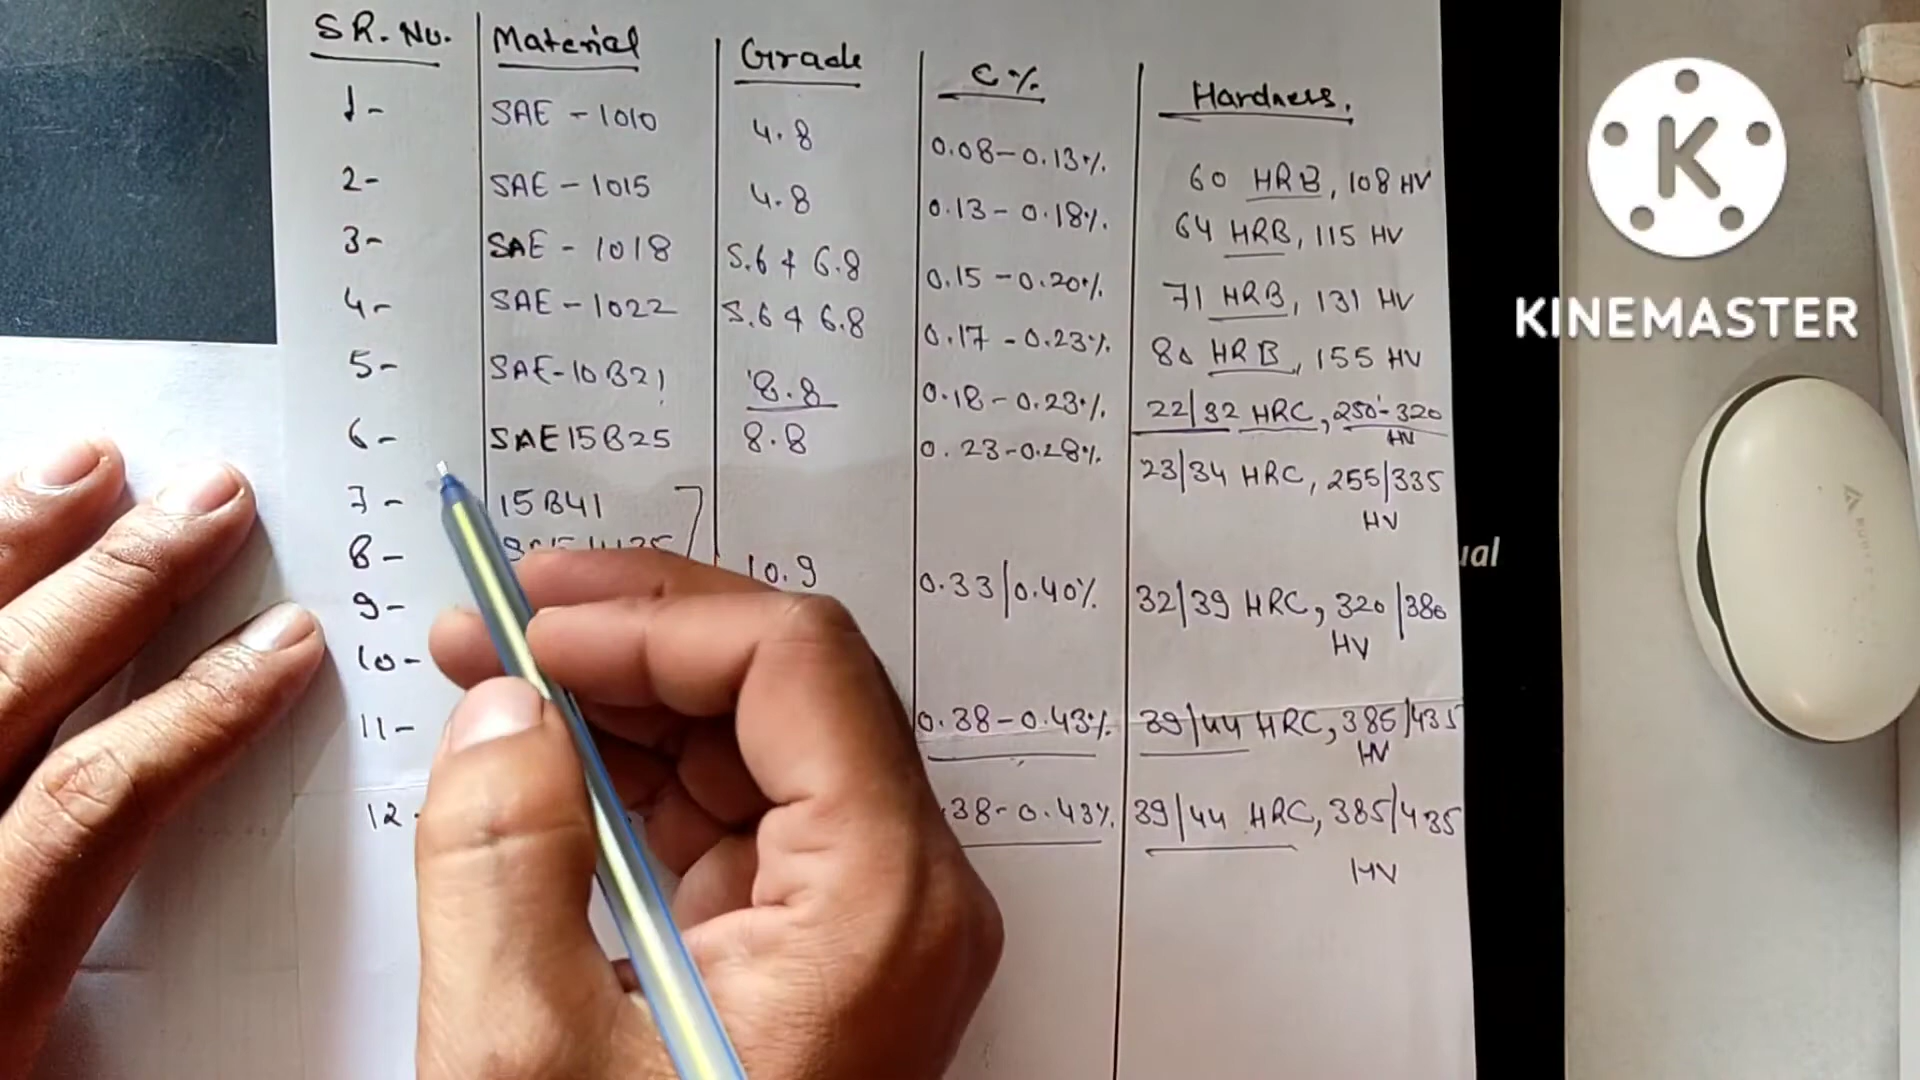 SR. No. Material Grade C% Hardness.
1- SAE - 1010 4.8 0.08-0.13% 60 HRB, 108 HV
2- SAE - 1015 4.8 0.13-0.18% 64 HRB, 115 HV
3- SAE - 1018 5.6 & 6.8 0.15-0.20% 71 HRB, 131 HV
4- SAE - 1022 5.6 & 6.8 0.17-0.23% 80 HRB, 155 HV
5- SAE-10B21 8.8 0.18-0.23% 22/32 HRC, 250-320 HV
6- SAE15B25 8.8 0.23-0.28% 23/34 HRC, 255/335 HV
7- 15B41
8-
10.9 0.33/0.40% 32/39 HRC, 320/380 HV
9-
10-
11- 0.38-0.43% 39/44 HRC, 385/435 HV
12- 38-0.43% 39/44 HRC, 385/435 HV
K
KINEMASTER
ual